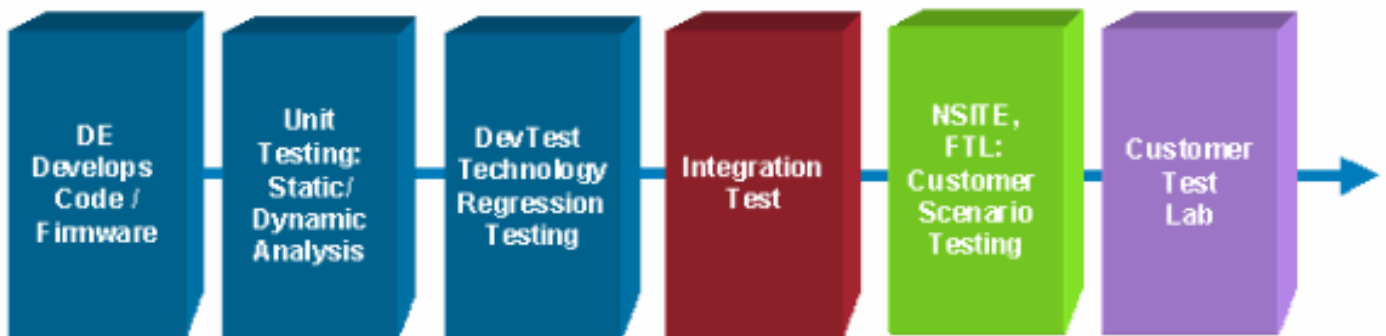 DE
Develops
Code /
Firmware
Unit
Testing:
Static/
Dynamic
Analysis
DevTest
Technology
Regression
Testing
Integration
Test
NSITE,
FTL:
Customer
Scenario
Testing
Customer
Test
Lab